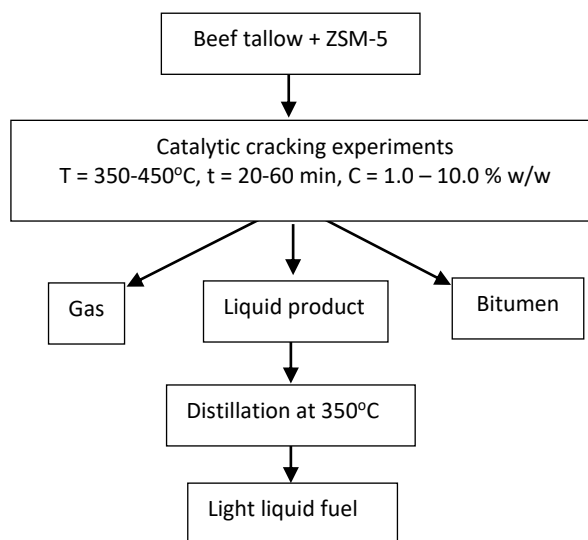 Beef tallow + ZSM-5
Catalytic cracking experiments
T = 350-450°C, t = 20-60 min, C = 1.0 – 10.0 % w/w
Gas
Liquid product
Bitumen
Distillation at 350°C
Light liquid fuel